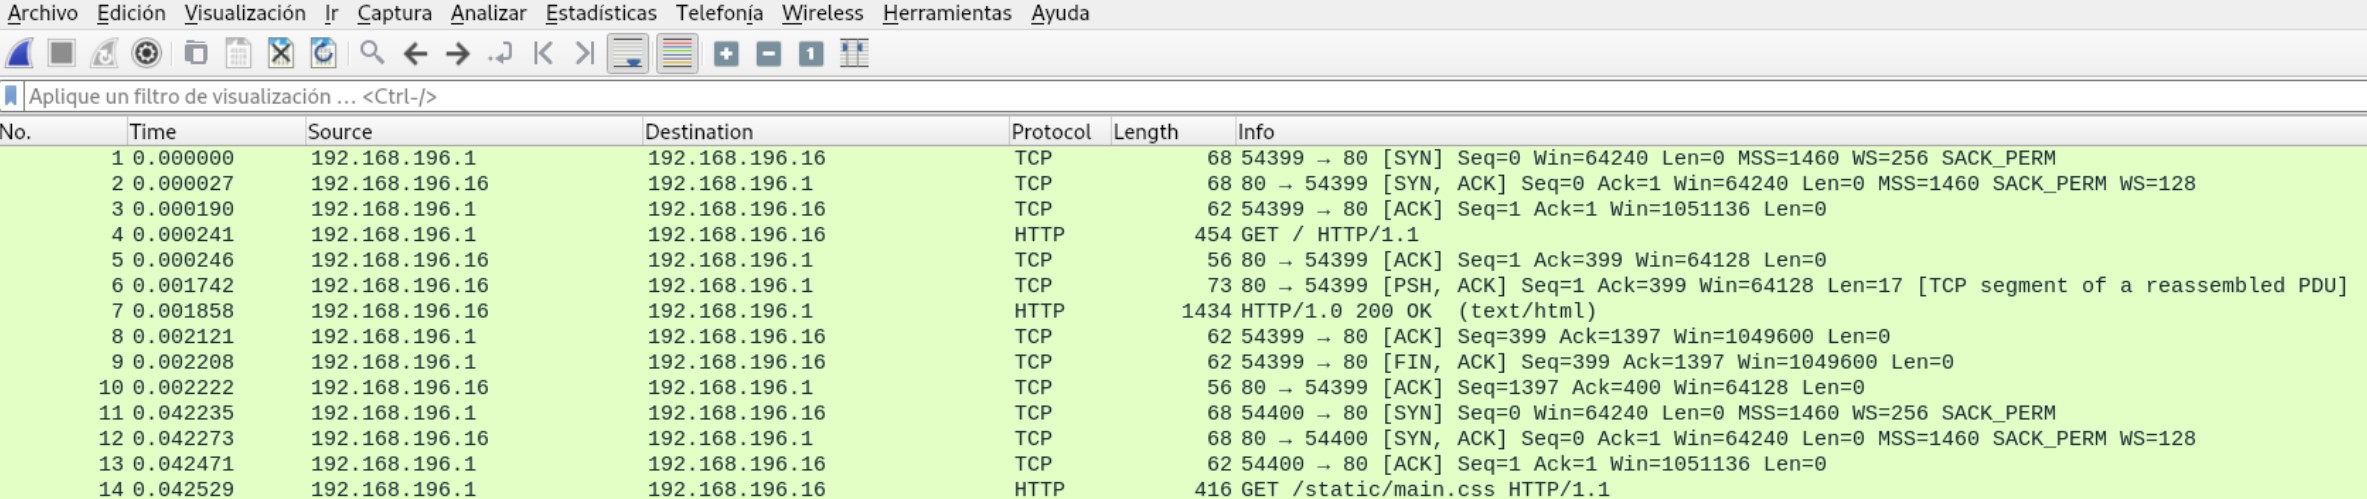 Archivo Edición Visualización Ir Captura Analizar Estadísticas Telefonía Wireless Herramientas Ayuda
1
Aplique un filtro de visualización … <Ctrl-/>
No. Time Source Destination Protocol Length Info
1 0.000000 192.168.196.1 192.168.196.16 TCP 68 54399 → 80 [SYN] Seq=0 Win=64240 Len=0 MSS=1460 WS=256 SACK_PERM
2 0.000027 192.168.196.16 192.168.196.1 TCP 68 80 → 54399 [SYN, ACK] Seq=0 Ack=1 Win=64240 Len=0 MSS=1460 SACK_PERM WS=128
3 0.000190 192.168.196.1 192.168.196.16 TCP 62 54399 → 80 [ACK] Seq=1 Ack=1 Win=1051136 Len=0
4 0.000241 192.168.196.1 192.168.196.16 HTTP 454 GET / HTTP/1.1
5 0.000246 192.168.196.16 192.168.196.1 TCP 56 80 → 54399 [ACK] Seq=1 Ack=399 Win=64128 Len=0
6 0.001742 192.168.196.16 192.168.196.1 TCP 73 80 → 54399 [PSH, ACK] Seq=1 Ack=399 Win=64128 Len=17 [TCP segment of a reassembled PDU]
7 0.001858 192.168.196.16 192.168.196.1 HTTP 1434 HTTP/1.0 200 OK  (text/html)
8 0.002121 192.168.196.1 192.168.196.16 TCP 62 54399 → 80 [ACK] Seq=399 Ack=1397 Win=1049600 Len=0
9 0.002208 192.168.196.1 192.168.196.16 TCP 62 54399 → 80 [FIN, ACK] Seq=399 Ack=1397 Win=1049600 Len=0
10 0.002222 192.168.196.16 192.168.196.1 TCP 56 80 → 54399 [ACK] Seq=1397 Ack=400 Win=64128 Len=0
11 0.042235 192.168.196.1 192.168.196.16 TCP 68 54400 → 80 [SYN] Seq=0 Win=64240 Len=0 MSS=1460 WS=256 SACK_PERM
12 0.042273 192.168.196.16 192.168.196.1 TCP 68 80 → 54400 [SYN, ACK] Seq=0 Ack=1 Win=64240 Len=0 MSS=1460 SACK_PERM WS=128
13 0.042471 192.168.196.1 192.168.196.16 TCP 62 54400 → 80 [ACK] Seq=1 Ack=1 Win=1051136 Len=0
14 0.042529 192.168.196.1 192.168.196.16 HTTP 416 GET /static/main.css HTTP/1.1